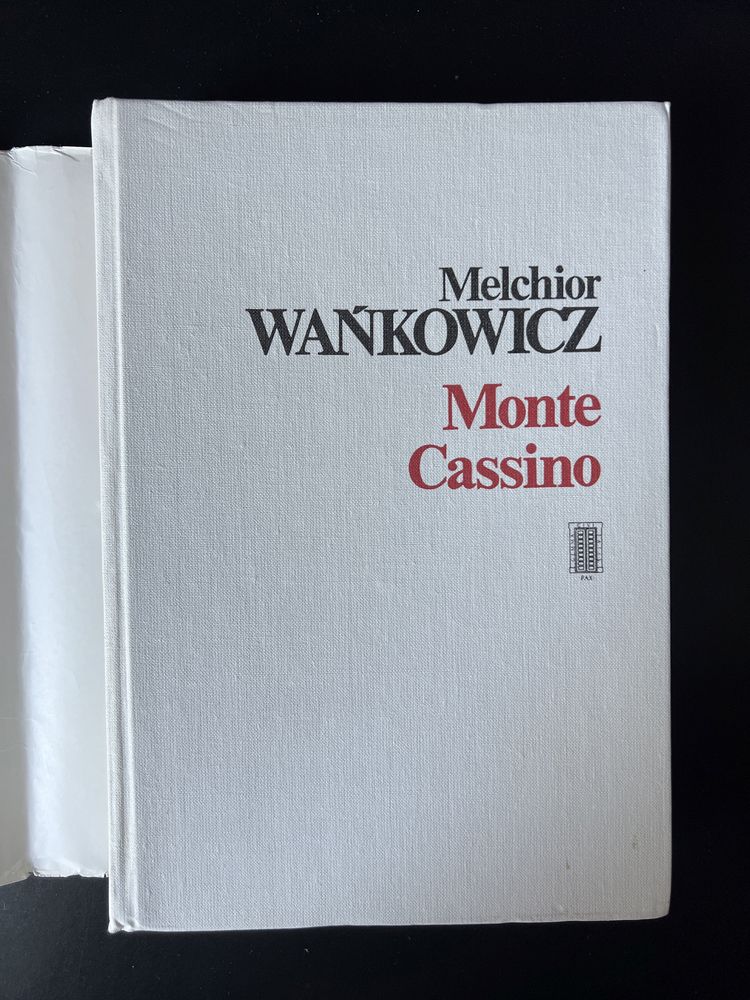 Melchior
WAŃKOWICZ
Monte
Cassino
PAX